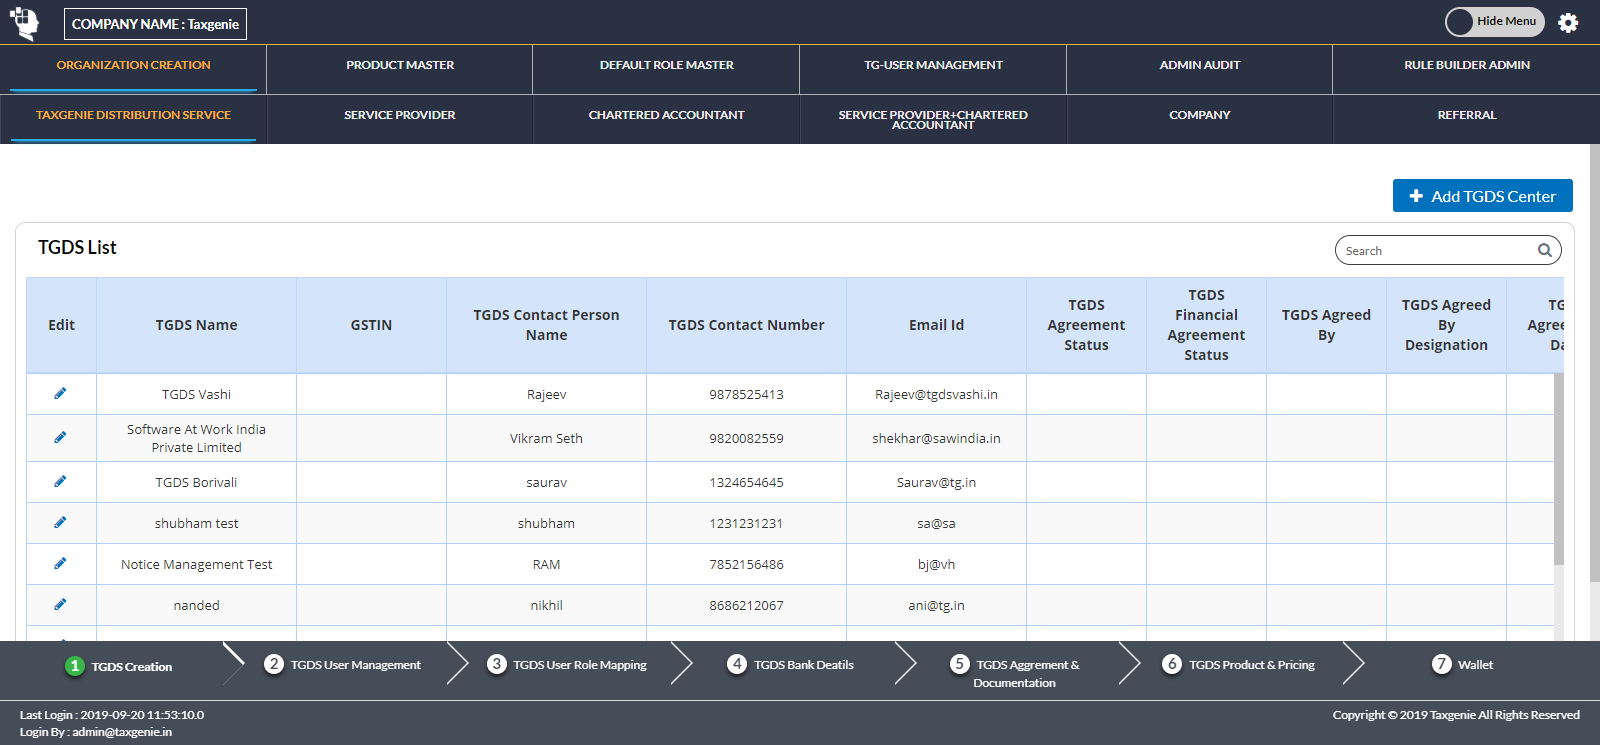 COMPANY NAME : Taxgenie
Hide Menu
ORGANIZATION CREATION
PRODUCT MASTER
DEFAULT ROLE MASTER
TG-USER MANAGEMENT
ADMIN AUDIT
RULE BUILDER ADMIN
TAXGENIE DISTRIBUTION SERVICE
SERVICE PROVIDER
CHARTERED ACCOUNTANT
SERVICE PROVIDER+CHARTERED
ACCOUNTANT
COMPANY
REFERRAL
Add TGDS Center
TGDS List
Search
Edit
TGDS Name
GSTIN
TGDS Contact Person
Name
TGDS Contact Number
Email Id
TGDS
Agreement
Status
TGDS
Financial
Agreement
Status
TGDS Agreed
By
TGDS Agreed
By
Designation
TG
Agree
Da
TGDS Vashi
Rajeev
9878525413
Rajeev@tgdsvashi.in
Software At Work India
Private Limited
Vikram Seth
9820082559
shekhar@sawindia.in
TGDS Borivali
saurav
1324654645
Saurav@tg.in
shubham test
shubham
1231231231
sa@sa
Notice Management Test
RAM
7852156486
bj@vh
nanded
nikhil
8686212067
ani@tg.in
1 TGDS Creation
2 TGDS User Management
3 TGDS User Role Mapping
4 TGDS Bank Deatils
5 TGDS Aggrement &
Documentation
6 TGDS Product & Pricing
7 Wallet
Last Login : 2019-09-20 11:53:10.0
Login By : admin@taxgenie.in
Copyright © 2019 Taxgenie All Rights Reserved